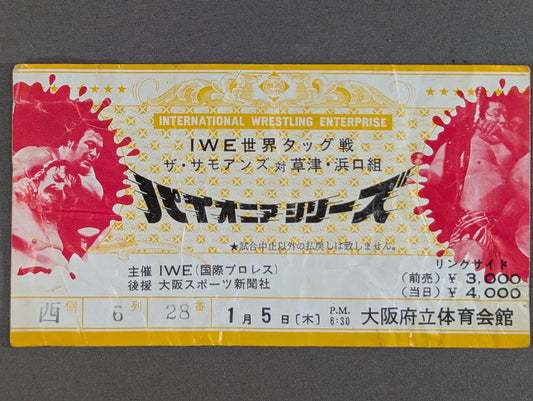 INTERNATIONAL WRESTLING ENTERPRISE
IWE世界タッグ戦
ザ・サモアンズ対草津・浜口組
パイオニアシリーズ
★試合中止以外の払戻しは致しません。
主催 IWE(国際プロレス)
後援 大阪スポーツ新聞社
リングサイド
(前売) ¥ 3,000
(当日) ¥ 4,000
西側 6列 28番
1月5日[木] P.M. 6:30 大阪府立体育会館